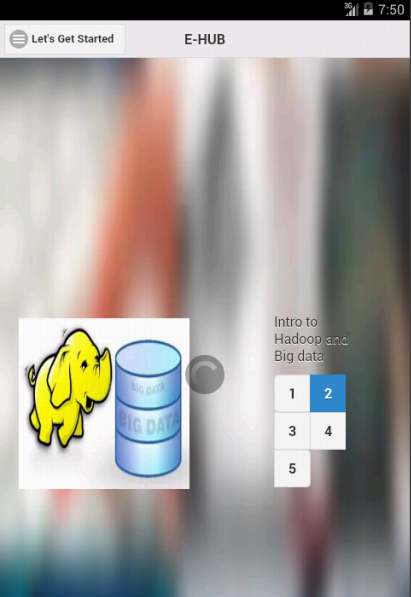 3G 7:50
Let's Get Started
E-HUB
Intro to
Hadoop and
Big data
BIG DATA
BIG DATA
1 2
3 4
5